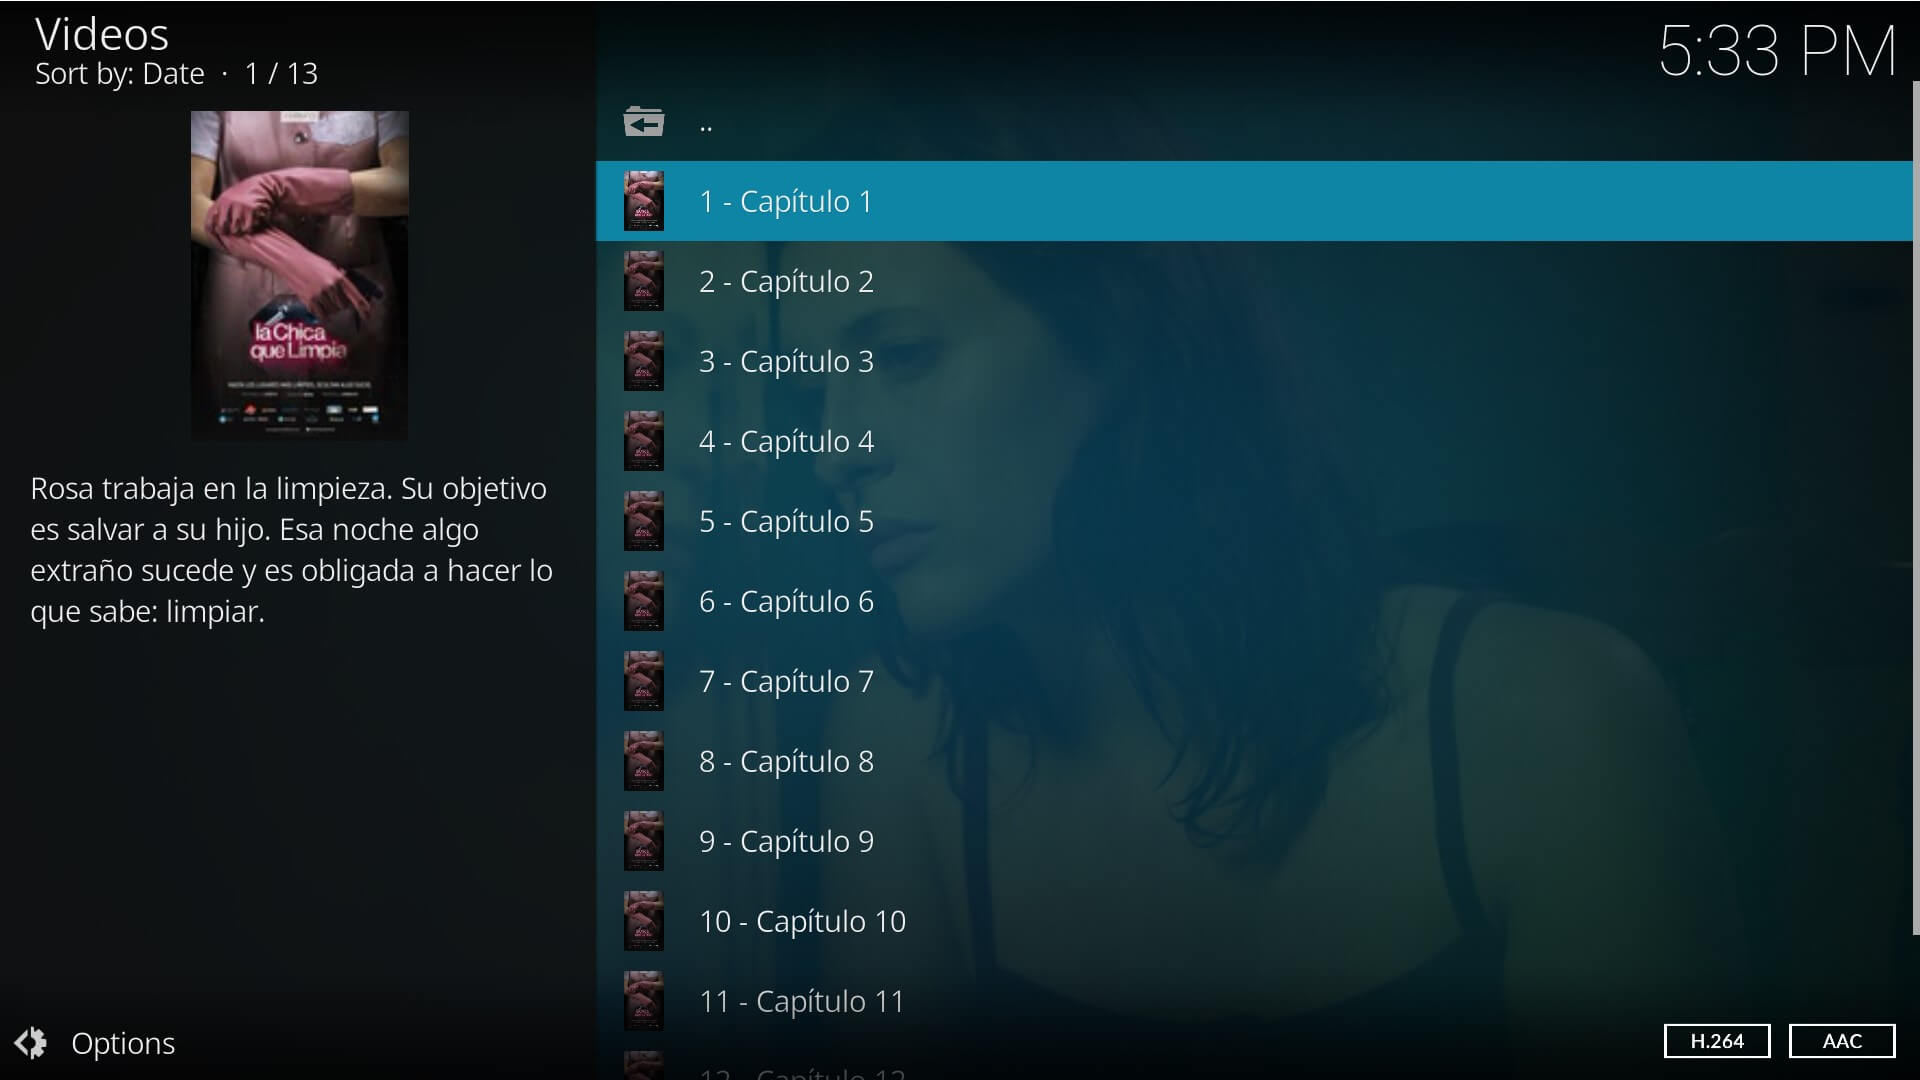 Videos
Sort by: Date · 1 / 13
5:33 PM
..
la Chica
que Limpia
Rosa trabaja en la limpieza. Su objetivo
es salvar a su hijo. Esa noche algo
extraño sucede y es obligada a hacer lo
que sabe: limpiar.
1 - Capítulo 1
2 - Capítulo 2
3 - Capítulo 3
4 - Capítulo 4
5 - Capítulo 5
6 - Capítulo 6
7 - Capítulo 7
8 - Capítulo 8
9 - Capítulo 9
10 - Capítulo 10
11 - Capítulo 11
12 - Capítulo 12
Options
H.264
AAC